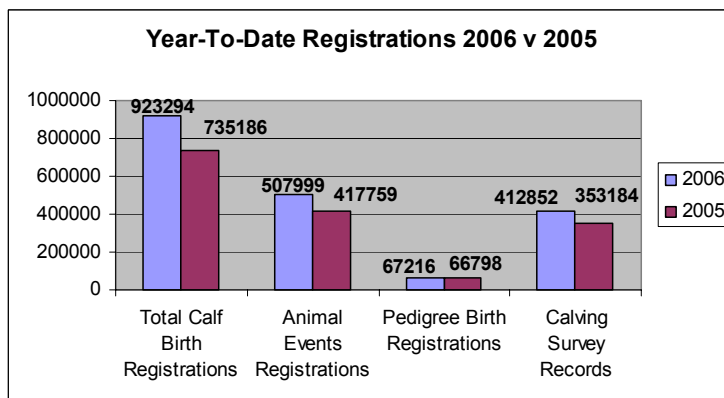 Year-To-Date Registrations 2006 v 2005
1000000
800000
600000
400000
200000
0
923294
735186
507999
417759
67216
66798
412852
353184
2006
2005
Total Calf
Birth
Registrations
Animal
Events
Registrations
Pedigree Birth
Registrations
Calving
Survey
Records